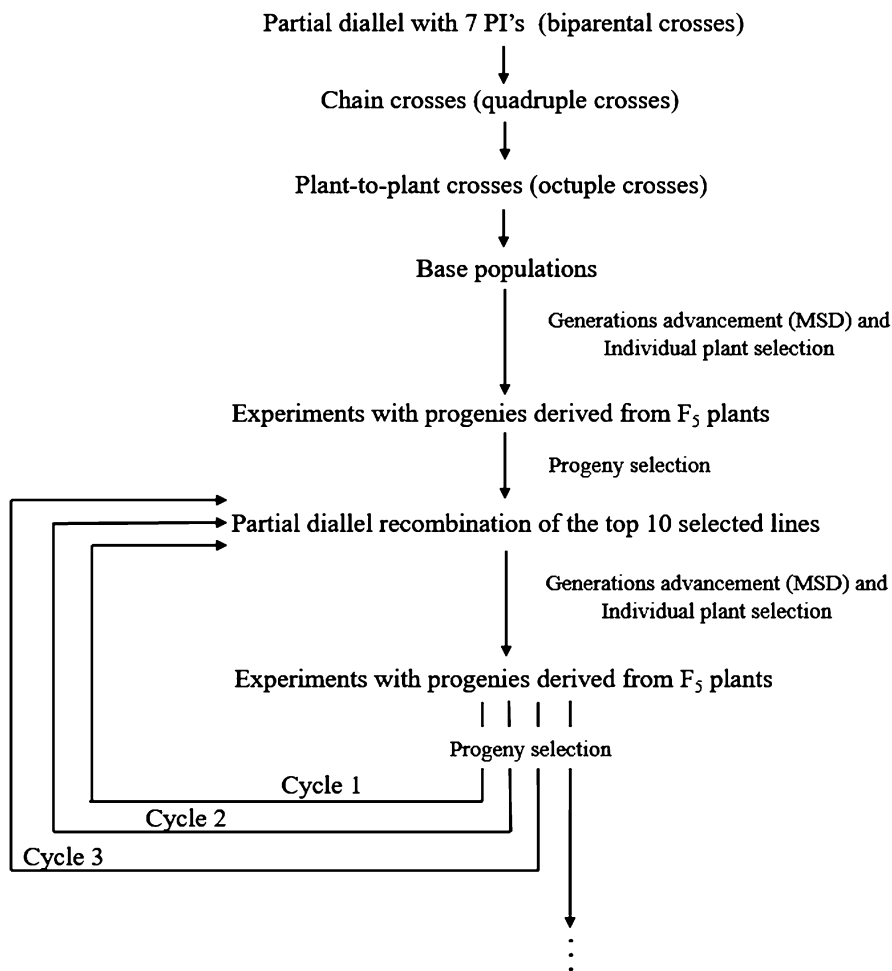 Partial diallel with 7 PI's (biparental crosses)
Chain crosses (quadruple crosses)
Plant-to-plant crosses (octuple crosses)
Base populations
Generations advancement (MSD) and
Individual plant selection
Experiments with progenies derived from F₅ plants
Progeny selection
Partial diallel recombination of the top 10 selected lines
Generations advancement (MSD) and
Individual plant selection
Experiments with progenies derived from F₅ plants
Progeny selection
Cycle 1
Cycle 2
Cycle 3